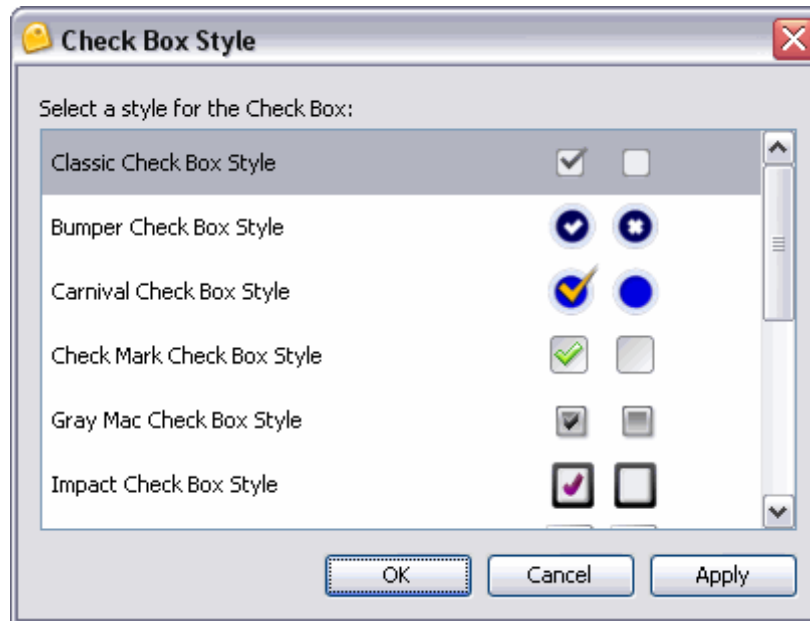 Check Box Style
Select a style for the Check Box:
Classic Check Box Style
Bumper Check Box Style
Carnival Check Box Style
Check Mark Check Box Style
Gray Mac Check Box Style
Impact Check Box Style
OK Cancel Apply